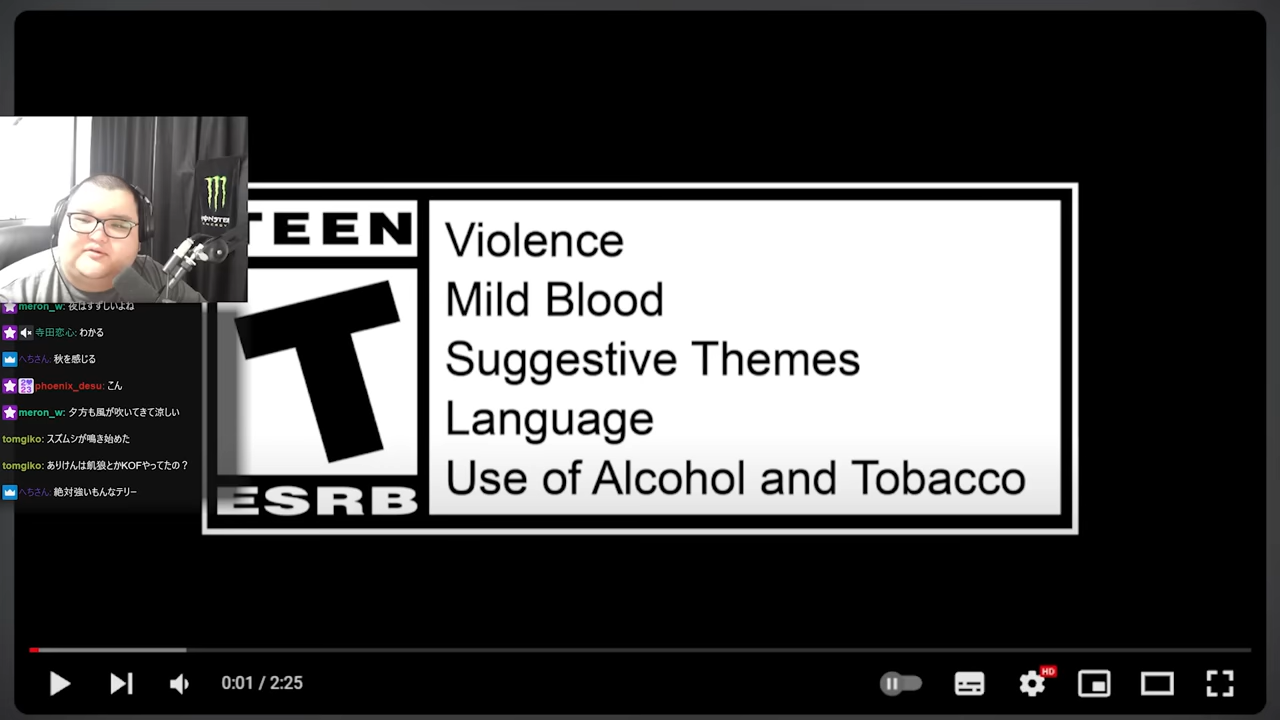 TEEN
T
ESRB
Violence
Mild Blood
Suggestive Themes
Language
Use of Alcohol and Tobacco
MONSTER
ENERGY
meron_w: 夜はすずしいよね
寺田恋心: わかる
へちさん: 秋を感じる
phoenix_desu: こん
meron_w: 夕方も風が吹いてきて涼しい
tomgiko: スズムシが鳴き始めた
tomgiko: ありけんは飢狼とかKOFやってたの?
へちさん: 絶対強いもんなテリー
0:01 / 2:25
HD